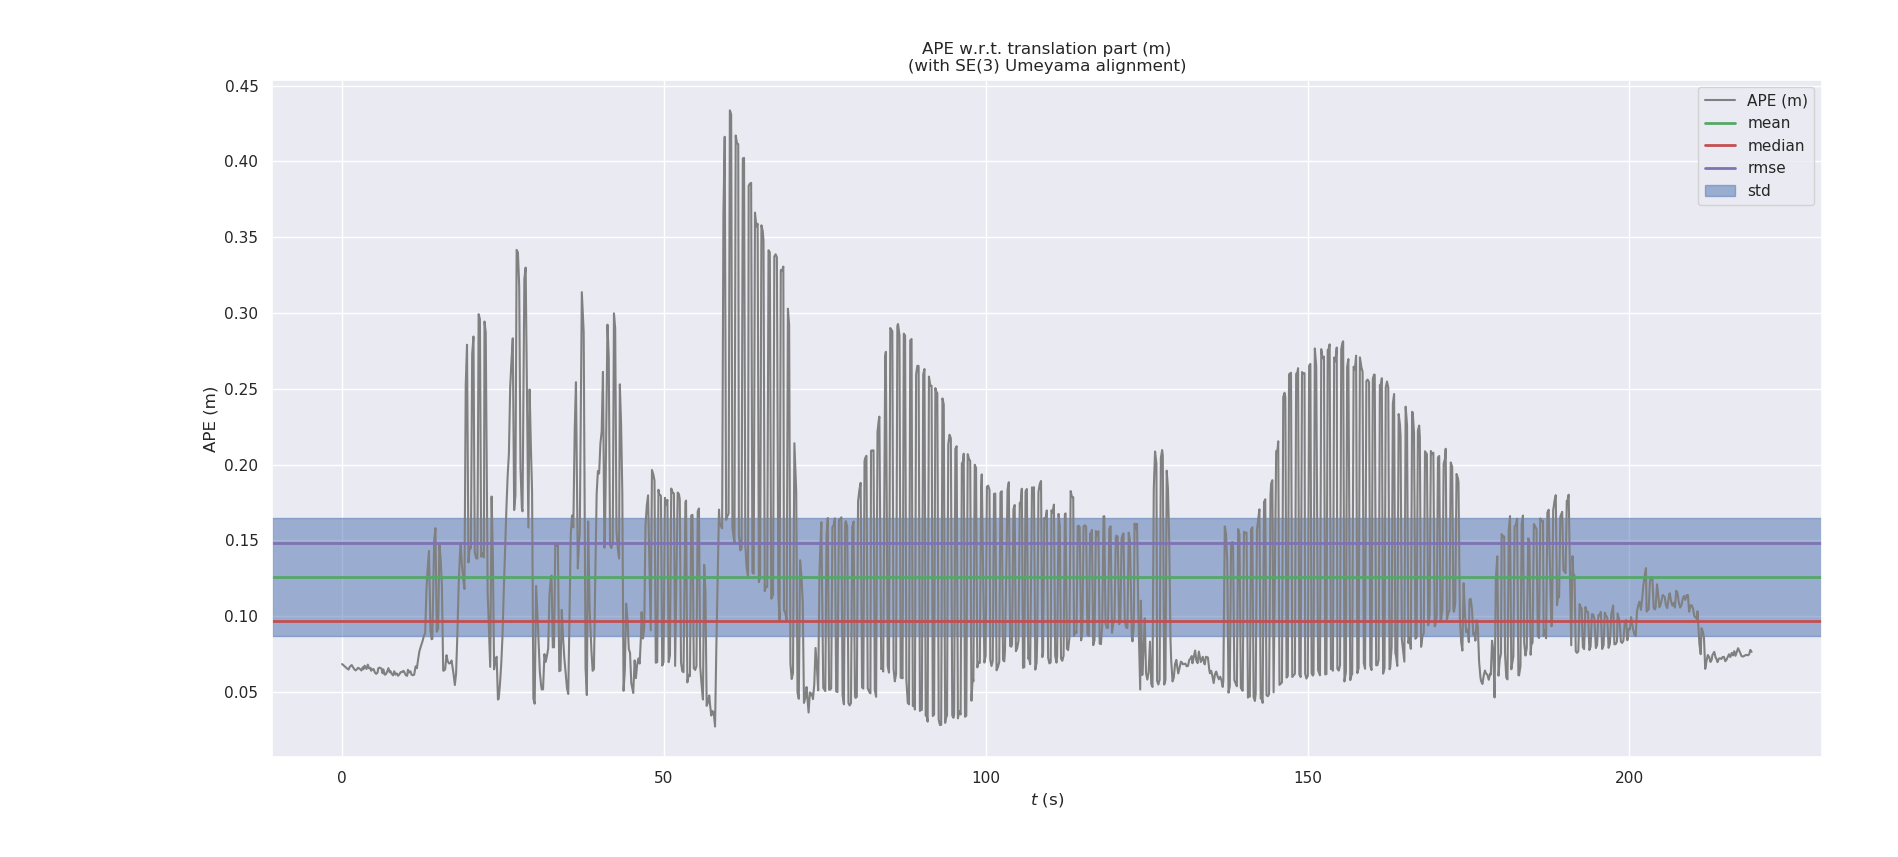 APE w.r.t. translation part (m)
(with SE(3) Umeyama alignment)
0.45
0.40
0.35
0.30
0.25
0.20
0.15
0.10
0.05
APE (m)
APE (m)
mean
median
rmse
std
0
50
100
150
200
t (s)